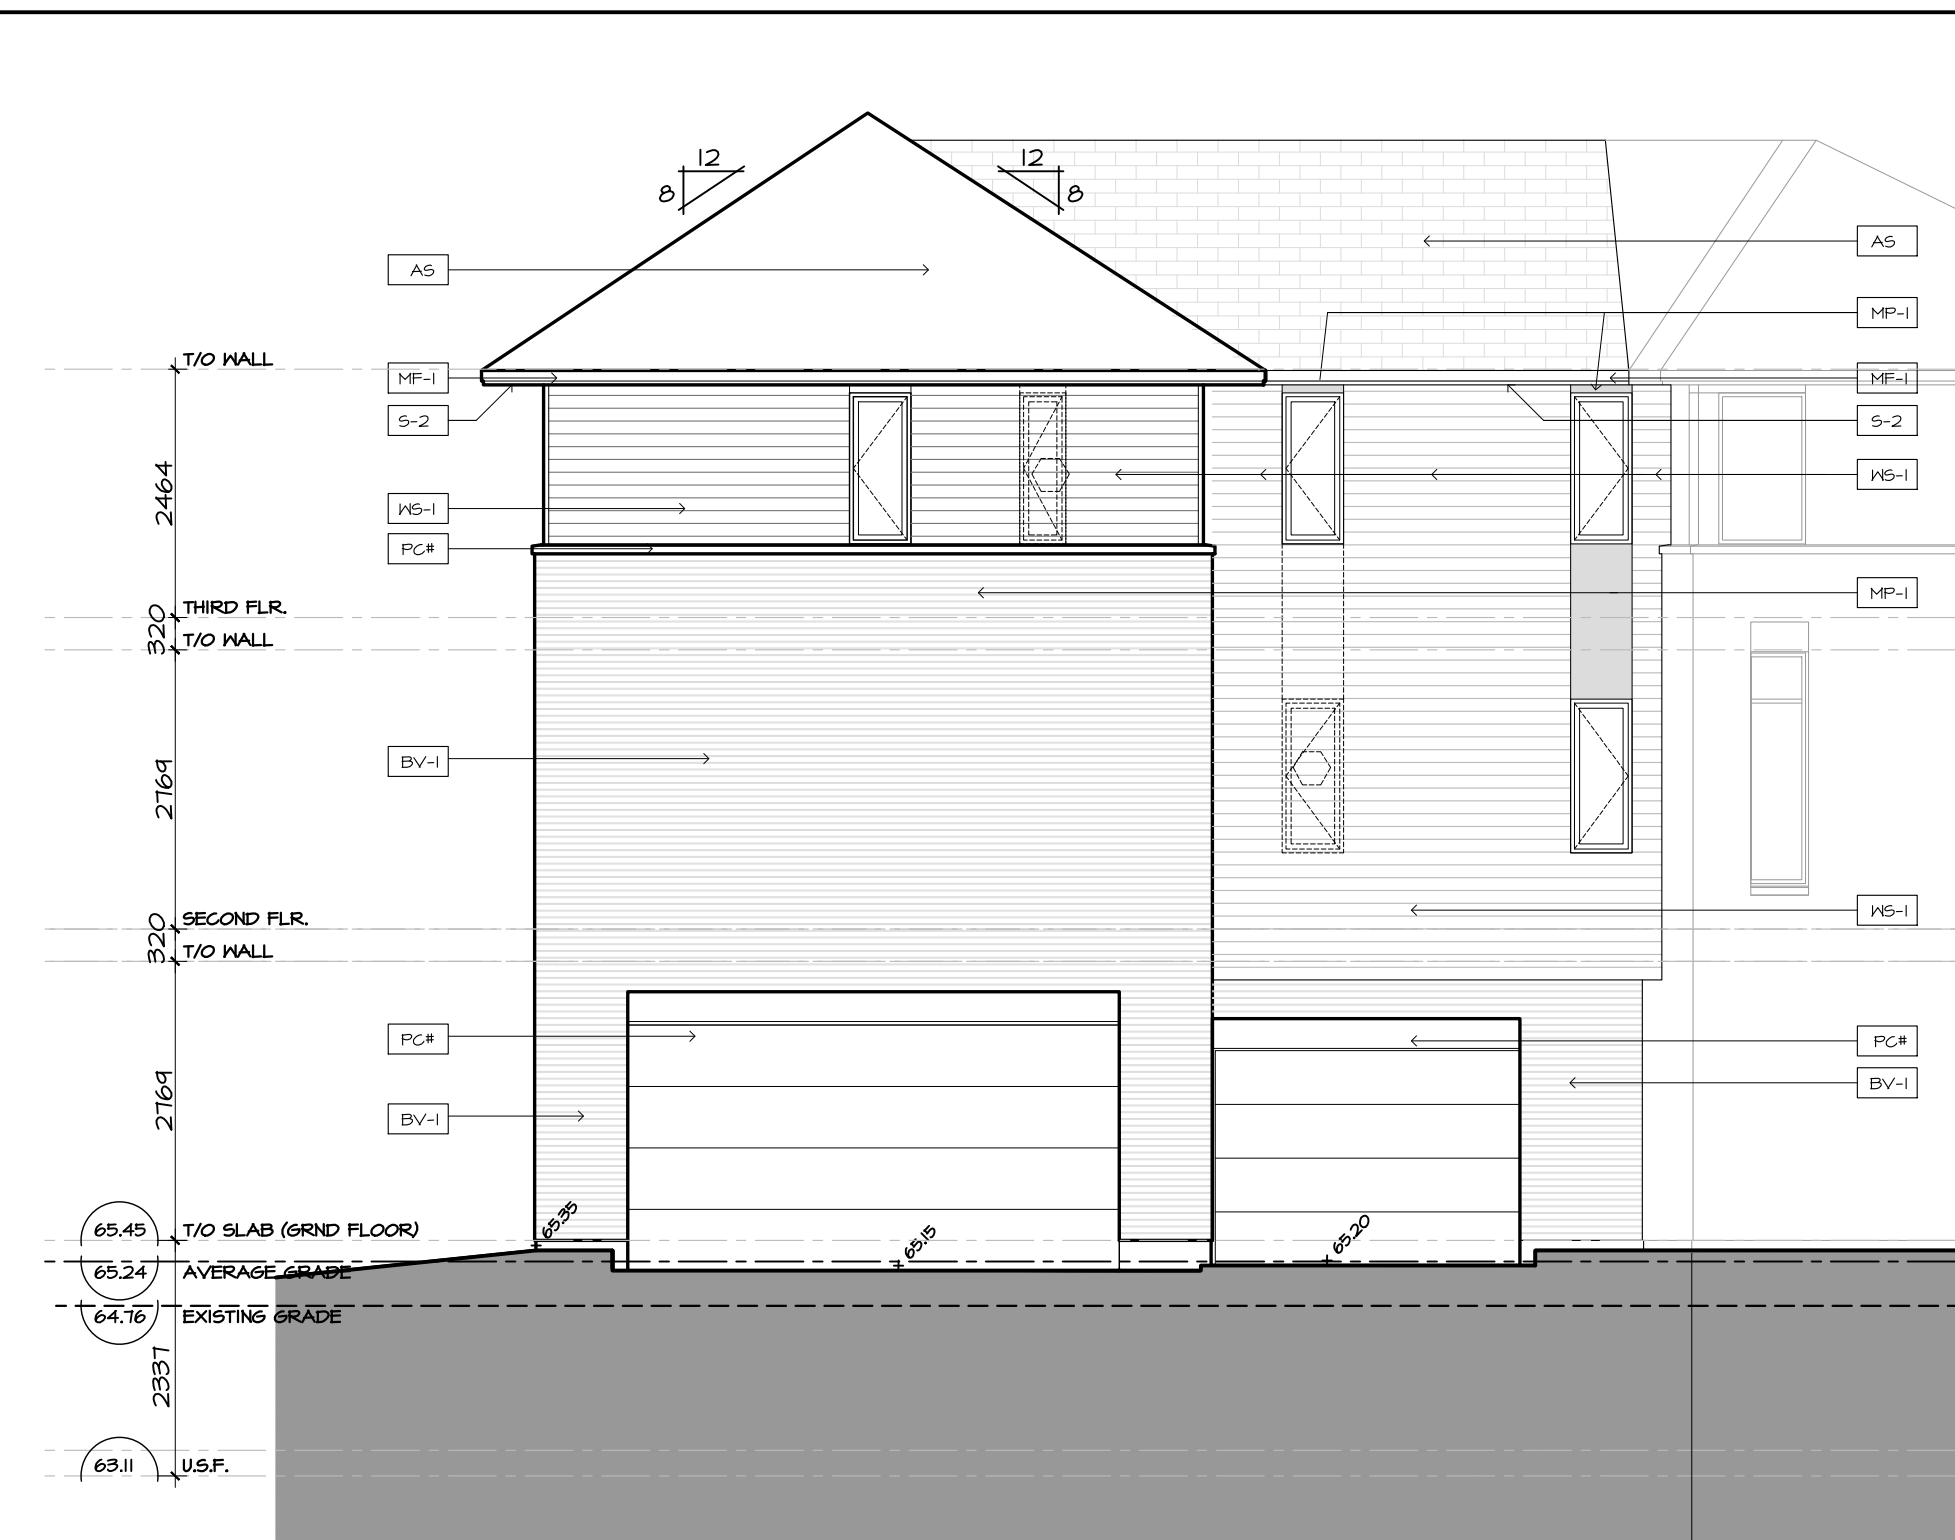 12
8
12
8
AS
AS
MP-1
T/O WALL
MF-1
MF-1
S-2
S-2
2464
WS-1
WS-1
PC#
MP-1
THIRD FLR.
320
T/O WALL
2769
BV-1
WS-1
SECOND FLR.
320
T/O WALL
PC#
PC#
BV-1
2769
BV-1
65.35
65.15
65.20
65.45 T/O SLAB (GRND FLOOR)
65.24 AVERAGE GRADE
64.76 EXISTING GRADE
2337
63.11 U.S.F.